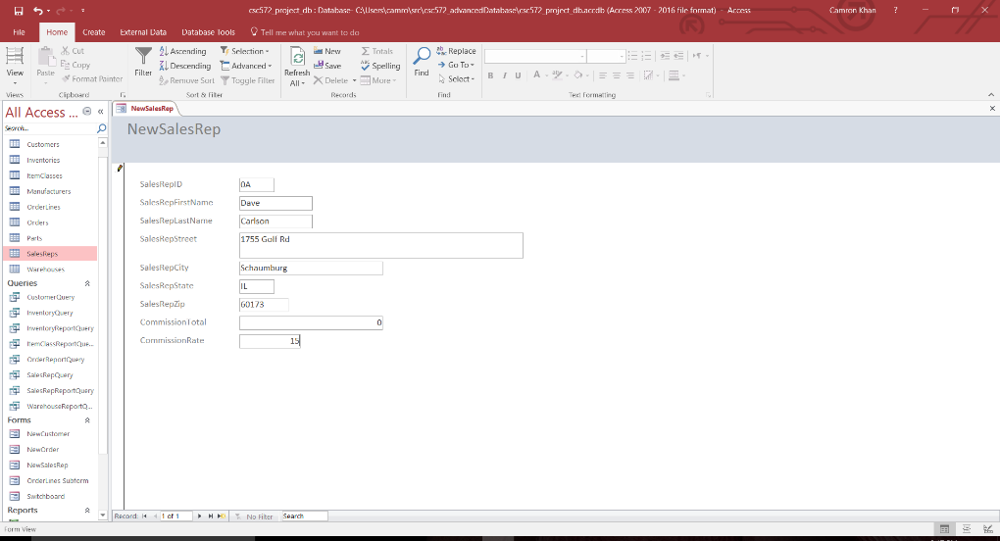 csc572_project_db : Database- C:\Users\camro\src\csc572_advancedDatabase\csc572_project_db.accdb (Access 2007 - 2016 file format) - Access
Camron Khan
?
File Home Create External Data Database Tools Tell me what you want to do
View
Views
Paste
Cut
Copy
Format Painter
Clipboard
Filter
Ascending
Descending
Remove Sort
Selection
Advanced
Toggle Filter
Sort & Filter
Refresh
All
New
Save
Delete
Totals
Spelling
More
Records
Find
Replace
Go To
Select
Find
B I U
A
Text Formatting
All Access ...
Search...
Customers
Inventories
ItemClasses
Manufacturers
OrderLines
Orders
Parts
SalesReps
Warehouses
Queries
CustomerQuery
InventoryQuery
InventoryReportQuery
ItemClassReportQue...
OrderReportQuery
SalesRepQuery
SalesRepReportQuery
WarehouseReportQ...
Forms
NewCustomer
NewOrder
NewSalesRep
OrderLines Subform
Switchboard
Reports
NewSalesRep
NewSalesRep
SalesRepID 0A
SalesRepFirstName Dave
SalesRepLastName Carlson
SalesRepStreet 1755 Golf Rd
SalesRepCity Schaumburg
SalesRepState IL
SalesRepZip 60173
CommissionTotal 0
CommissionRate 15
Record: 1 of 1 No Filter Search
Form View